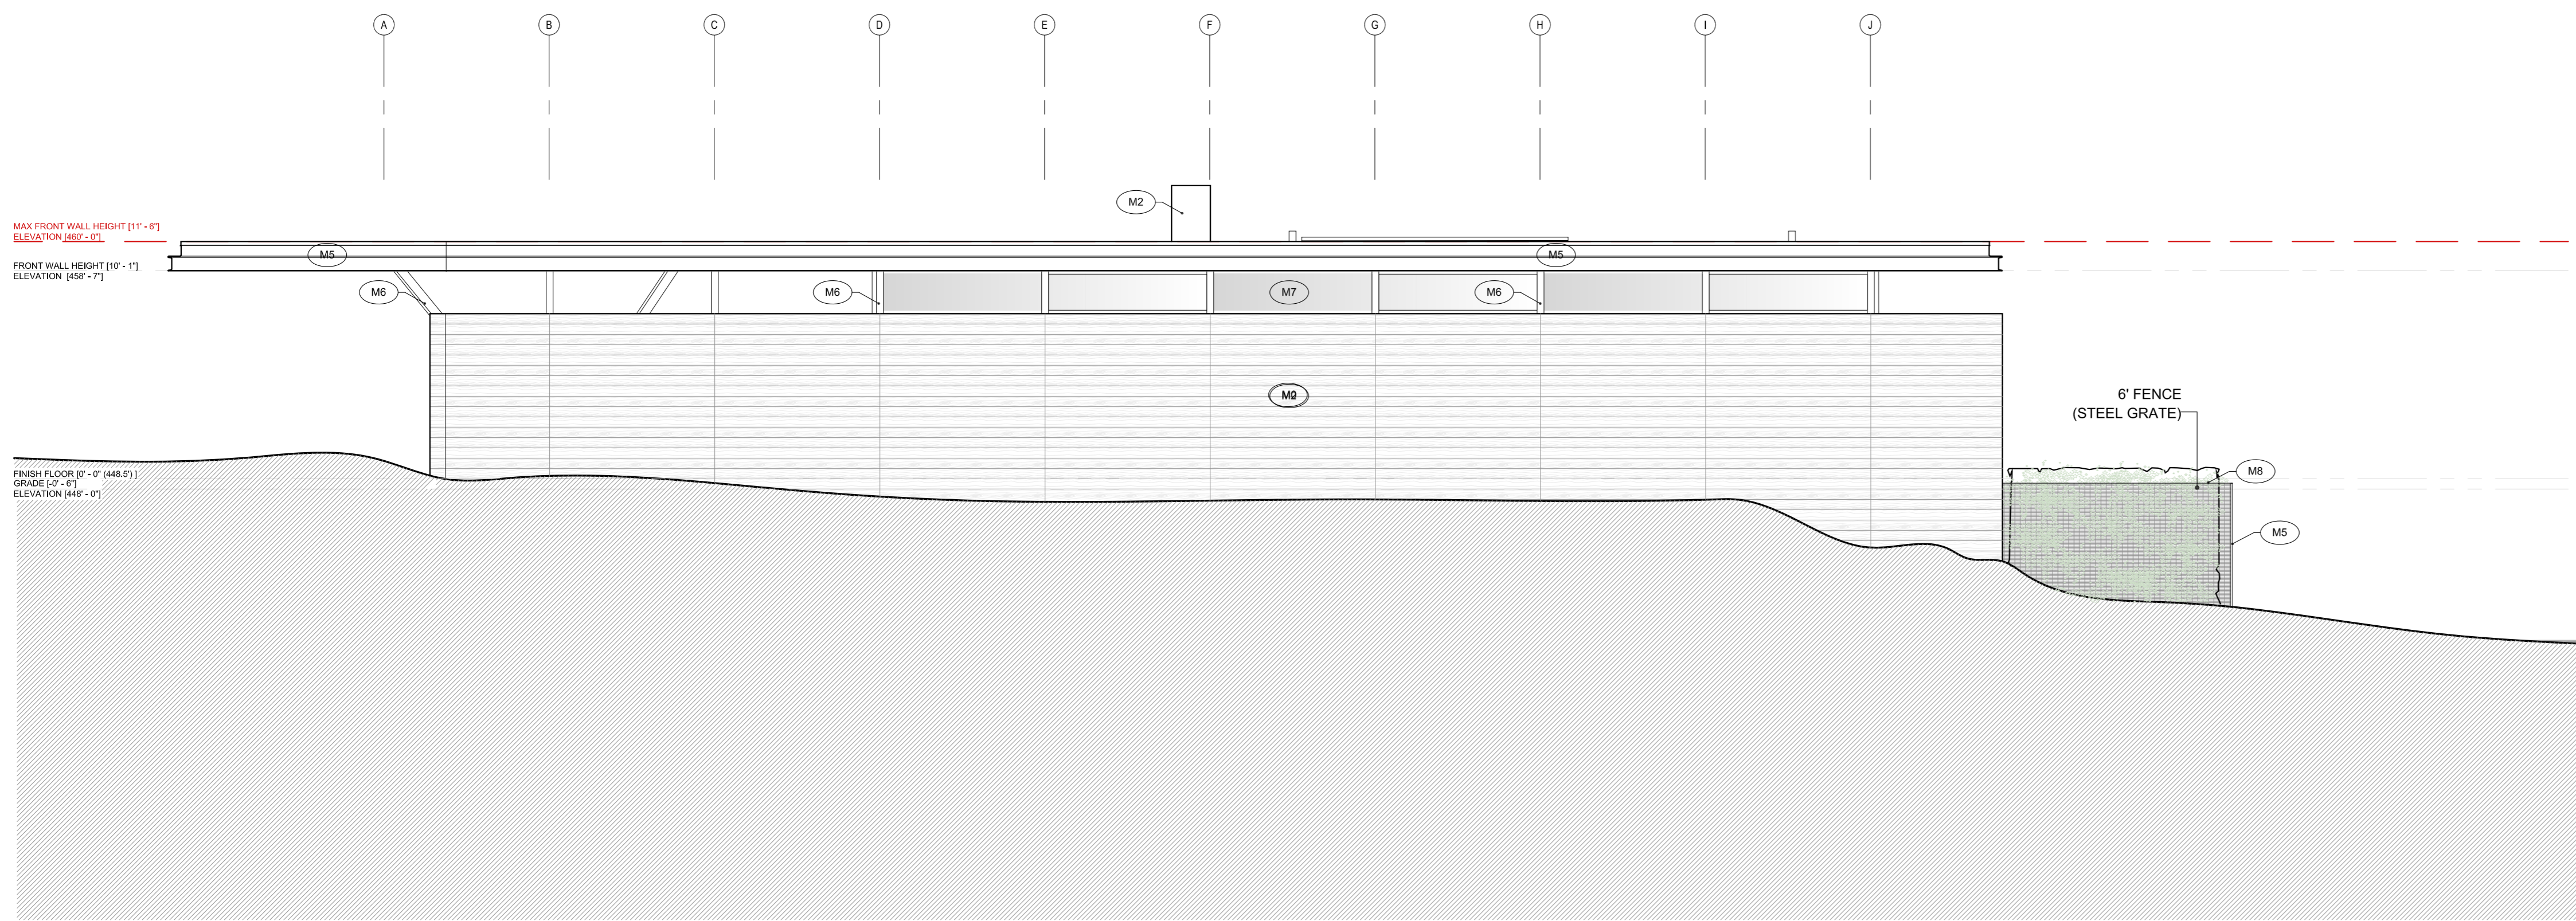 A B C D E F G H I J
M2
MAX FRONT WALL HEIGHT [11' - 6"]
ELEVATION [460' - 0"]
M5
M5
FRONT WALL HEIGHT [10' - 1"]
ELEVATION [458' - 7"]
M6
M6
M7
M6
6' FENCE
(STEEL GRATE)
FINISH FLOOR [0' - 0" (448.5') ]
GRADE [-0' - 6"]
ELEVATION [448' - 0"]
M8
M5